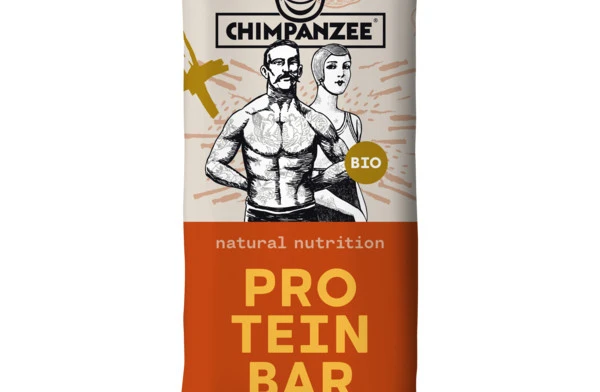 CHIMPANZEE®
BIO
natural nutrition
PRO
TEIN
BAR